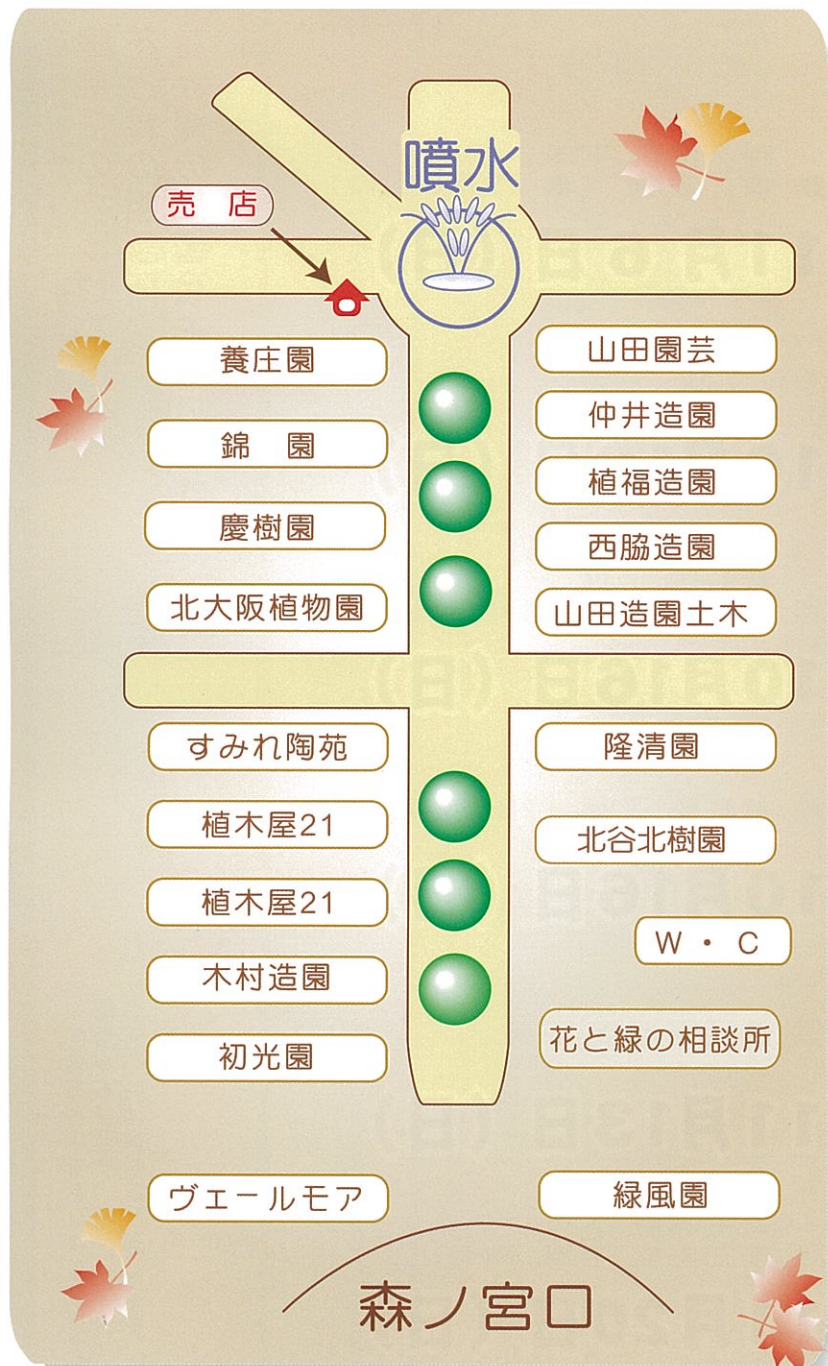 噴水
売 店
養庄園
錦 園
慶樹園
北大阪植物園
山田園芸
仲井造園
植福造園
西脇造園
山田造園土木
すみれ陶苑
植木屋21
植木屋21
木村造園
初光園
隆清園
北谷北樹園
W・C
花と緑の相談所
ヴェールモア
緑風園
森ノ宮口